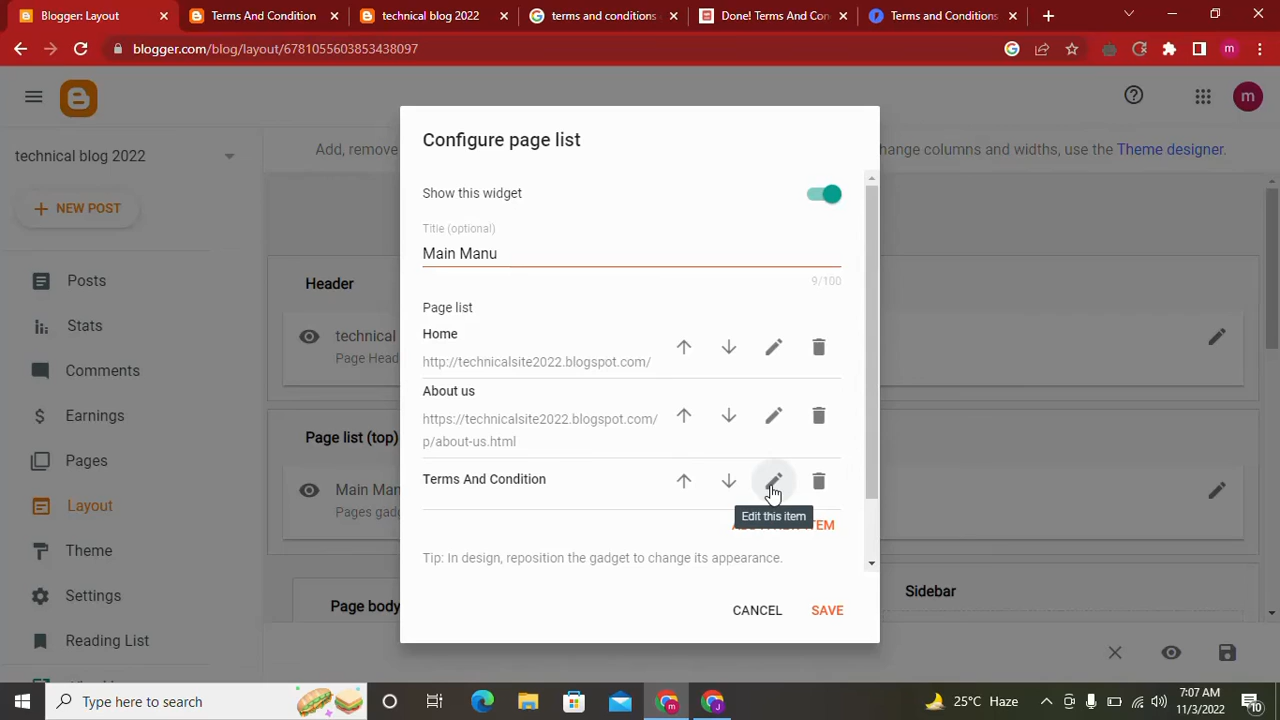 Blogger: Layout
Terms And Condition
technical blog 2022
terms and conditions
Done! Terms And Con
Terms and Conditions
blogger.com/blog/layout/6781055603853438097
m
m
technical blog 2022
Add, remove
hange columns and widths, use the Theme designer.
NEW POST
Posts
Stats
Comments
Earnings
Pages
Layout
Theme
Settings
Reading List
Header
technical
Page Head
Page list (top)
Main Man
Pages gadg
Page body
Sidebar
Configure page list
Show this widget
Title (optional)
Main Manu
9/100
Page list
Home
http://technicalsite2022.blogspot.com/
About us
https://technicalsite2022.blogspot.com/
p/about-us.html
Terms And Condition
Edit this item
Tip: In design, reposition the gadget to change its appearance.
CANCEL
SAVE
Type here to search
m
J
25°C Haze
7:07 AM
11/3/2022
10